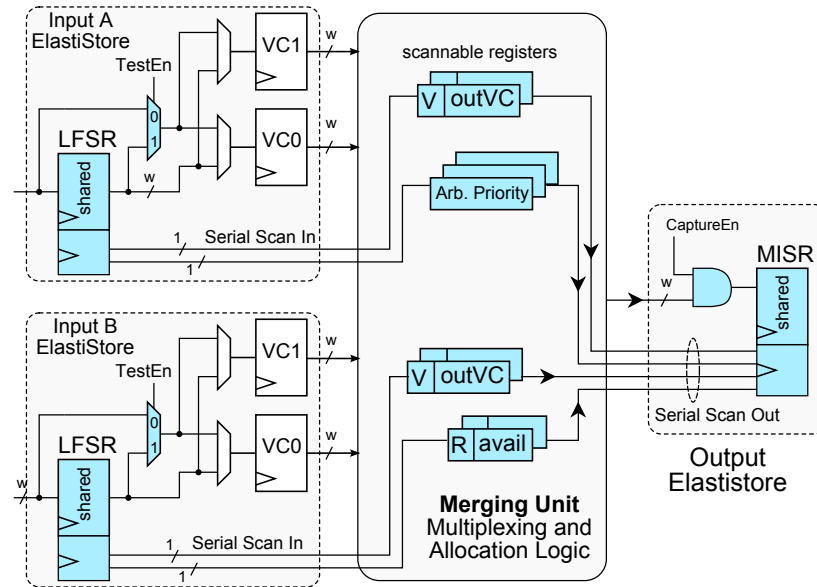 Input A
ElastiStore
TestEn
0
1
LFSR
shared
w
VC1
w
VC0
w
1
Serial Scan In
1
scannable registers
V
outVC
Arb. Priority
CaptureEn
w
MISR
shared
Serial Scan Out
Output
Elastistore
Input B
ElastiStore
TestEn
0
1
LFSR
shared
w
VC1
w
VC0
w
1
Serial Scan In
1
V
outVC
R
avail
Merging Unit
Multiplexing and
Allocation Logic